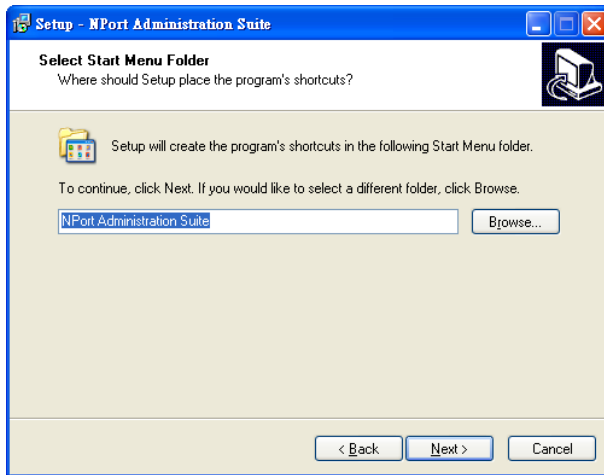 Setup - NPort Administration Suite
Select Start Menu Folder
Where should Setup place the program's shortcuts?
Setup will create the program's shortcuts in the following Start Menu folder.
To continue, click Next. If you would like to select a different folder, click Browse.
NPort Administration Suite
Browse...
< Back
Next >
Cancel